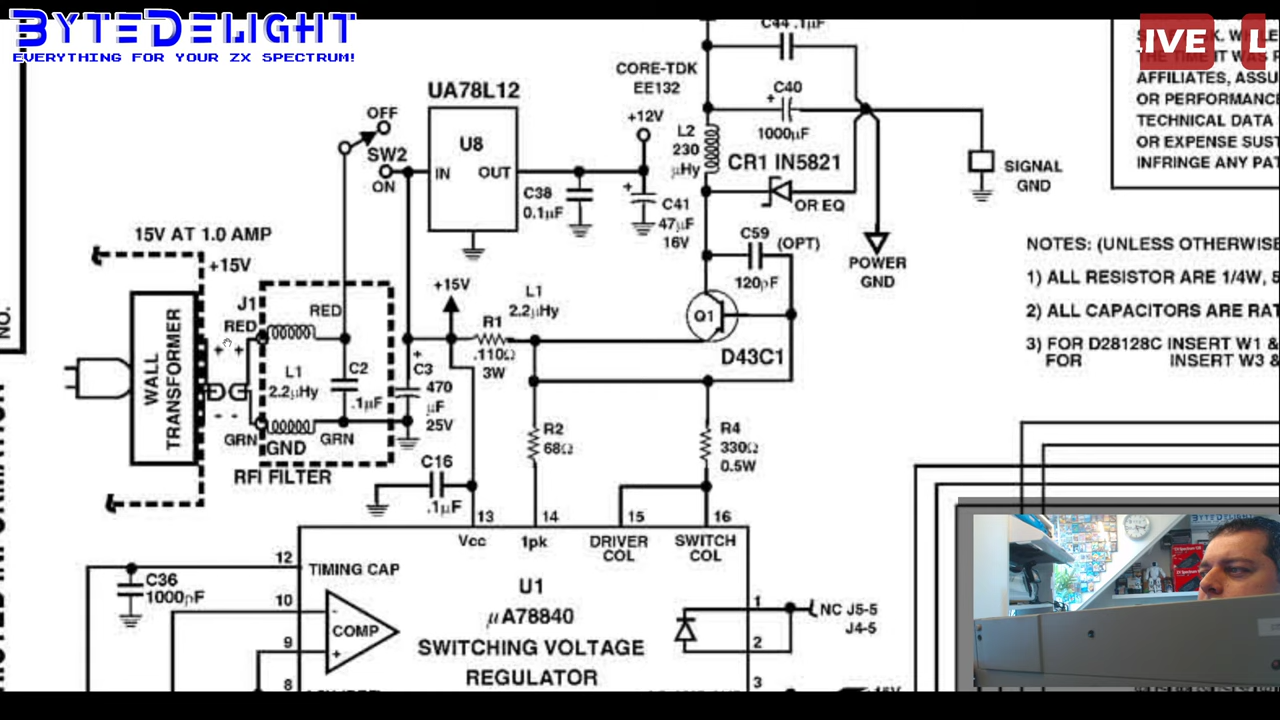 BYTEDELIGHT
EVERYTHING FOR YOUR ZX SPECTRUM!
IVE
L
C44 .1µF
AFFILIATES, ASSU
OR PERFORMANCE
TECHNICAL DATA
OR EXPENSE SUST
INFRINGE ANY PAT
CORE-TDK
EE132
UA78L12
C40
+
1000µF
OFF
SW2
ON
U8
IN
OUT
+12V
L2
230
µHy
CR1 IN5821
OR EQ
SIGNAL
GND
C38
0.1µF
+
C41
47µF
16V
C59
(OPT)
120pF
POWER
GND
NOTES: (UNLESS OTHERWISE
1) ALL RESISTOR ARE 1/4W, 5
2) ALL CAPACITORS ARE RAT
3) FOR D28128C INSERT W1 &
FOR INSERT W3 &
15V AT 1.0 AMP
+15V
NO.
WALL
TRANSFORMER
J1
RED
RED
+ +
- -
L1
2.2µHy
C2
.1µF
GRN
GND
GRN
RFI FILTER
+15V
L1
2.2µHy
R1
.110Ω
3W
+
C3
470
µF
25V
Q1
D43C1
R2
68Ω
R4
330Ω
0.5W
C16
.1µF
13
14
15
16
Vcc
1pk
DRIVER
COL
SWITCH
COL
12
TIMING CAP
C36
1000pF
10
-
COMP
9
+
8
U1
µA78840
SWITCHING VOLTAGE
REGULATOR
1
2
3
NC J5-5
J4-5